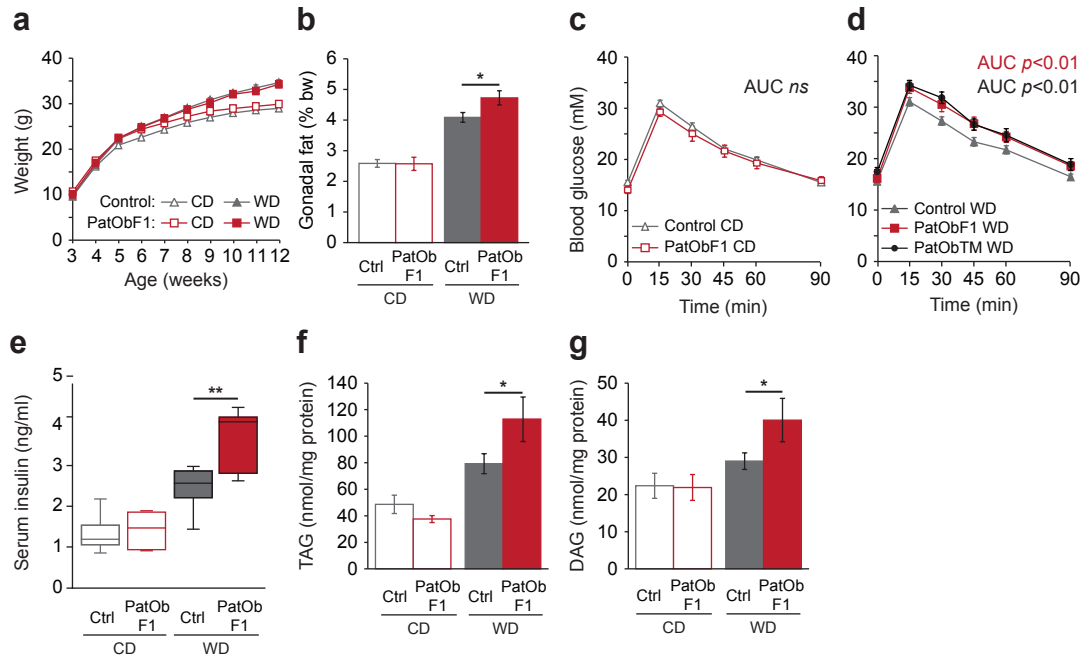 a
Weight (g)
40
35
30
20
10
0
Control: CD WD
PatObF1: CD WD
3 4 5 6 7 8 9 10 11 12
Age (weeks)
b
Gonadal fat (% bw)
6
5
4
3
2
1
0
*
Ctrl PatOb F1 Ctrl PatOb F1
CD WD
c
Blood glucose (mM)
40
30
20
10
0
AUC ns
Control CD
PatObF1 CD
0 15 30 45 60 90
Time (min)
d
40
30
20
10
0
AUC p<0.01
AUC p<0.01
Control WD
PatObF1 WD
PatObTM WD
0 15 30 45 60 90
Time (min)
e
Serum insulin (ng/ml)
5
4
3
2
1
0
**
Ctrl PatOb F1 Ctrl PatOb F1
CD WD
f
TAG (nmol/mg protein)
140
120
100
80
60
40
20
0
*
Ctrl PatOb F1 Ctrl PatOb F1
CD WD
g
DAG (nmol/mg protein)
50
40
30
20
10
0
*
Ctrl PatOb F1 Ctrl PatOb F1
CD WD